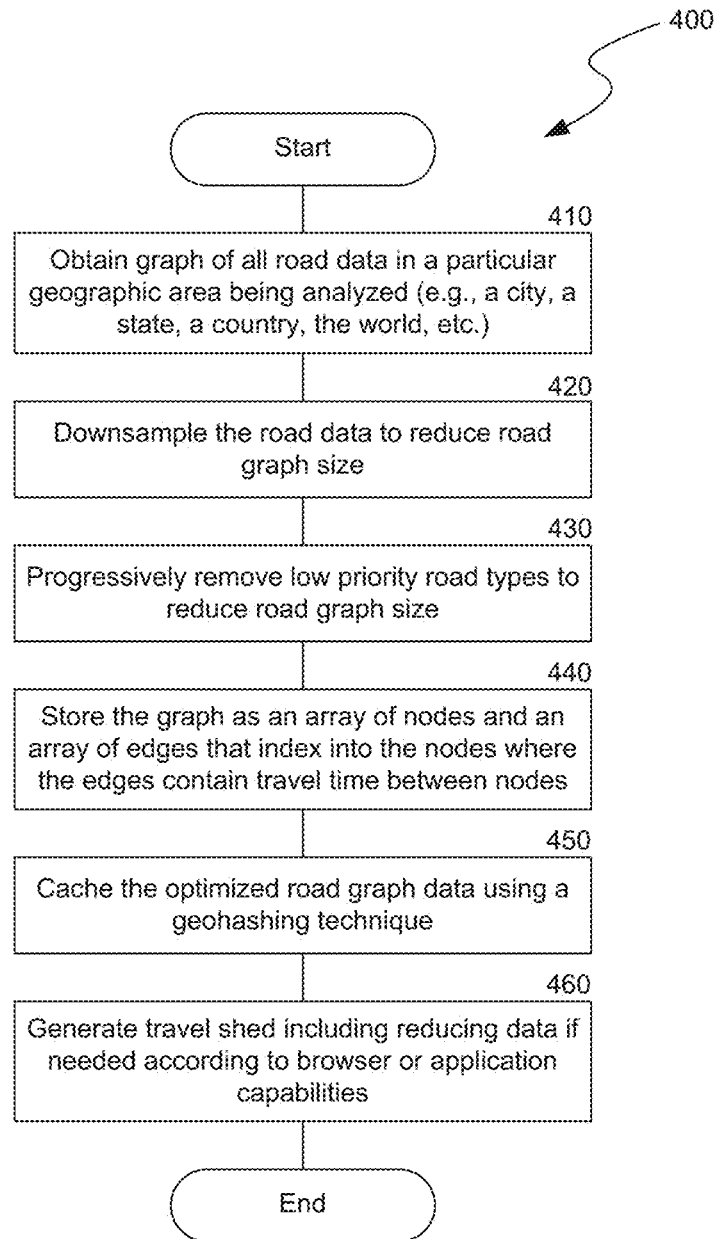 400
Start
410
Obtain graph of all road data in a particular
geographic area being analyzed (e.g., a city, a
state, a country, the world, etc.)
420
Downsample the road data to reduce road
graph size
430
Progressively remove low priority road types to
reduce road graph size
440
Store the graph as an array of nodes and an
array of edges that index into the nodes where
the edges contain travel time between nodes
450
Cache the optimized road graph data using a
geohashing technique
460
Generate travel shed including reducing data if
needed according to browser or application
capabilities
End